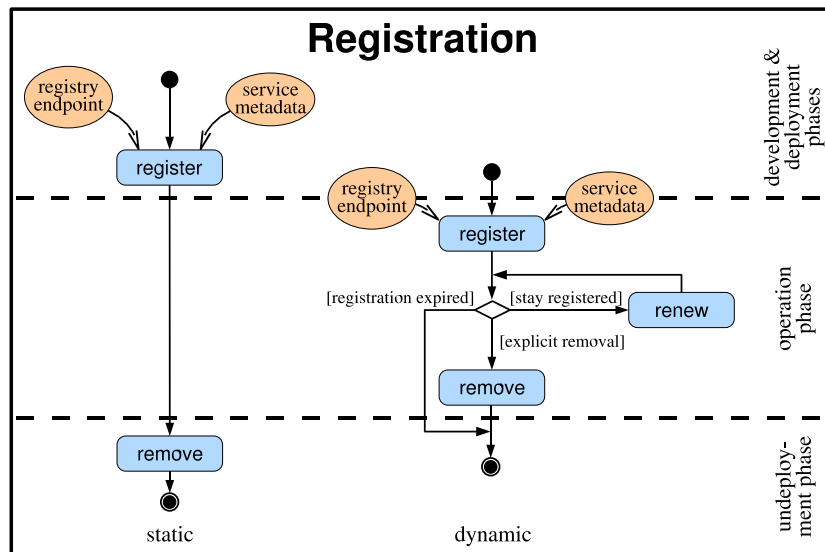 Registration
registry
endpoint
service
metadata
register
development &
deployment
phases
registry
endpoint
service
metadata
register
[registration expired]
[stay registered]
renew
[explicit removal]
remove
operation
phase
remove
undeploy-
ment phase
static
dynamic